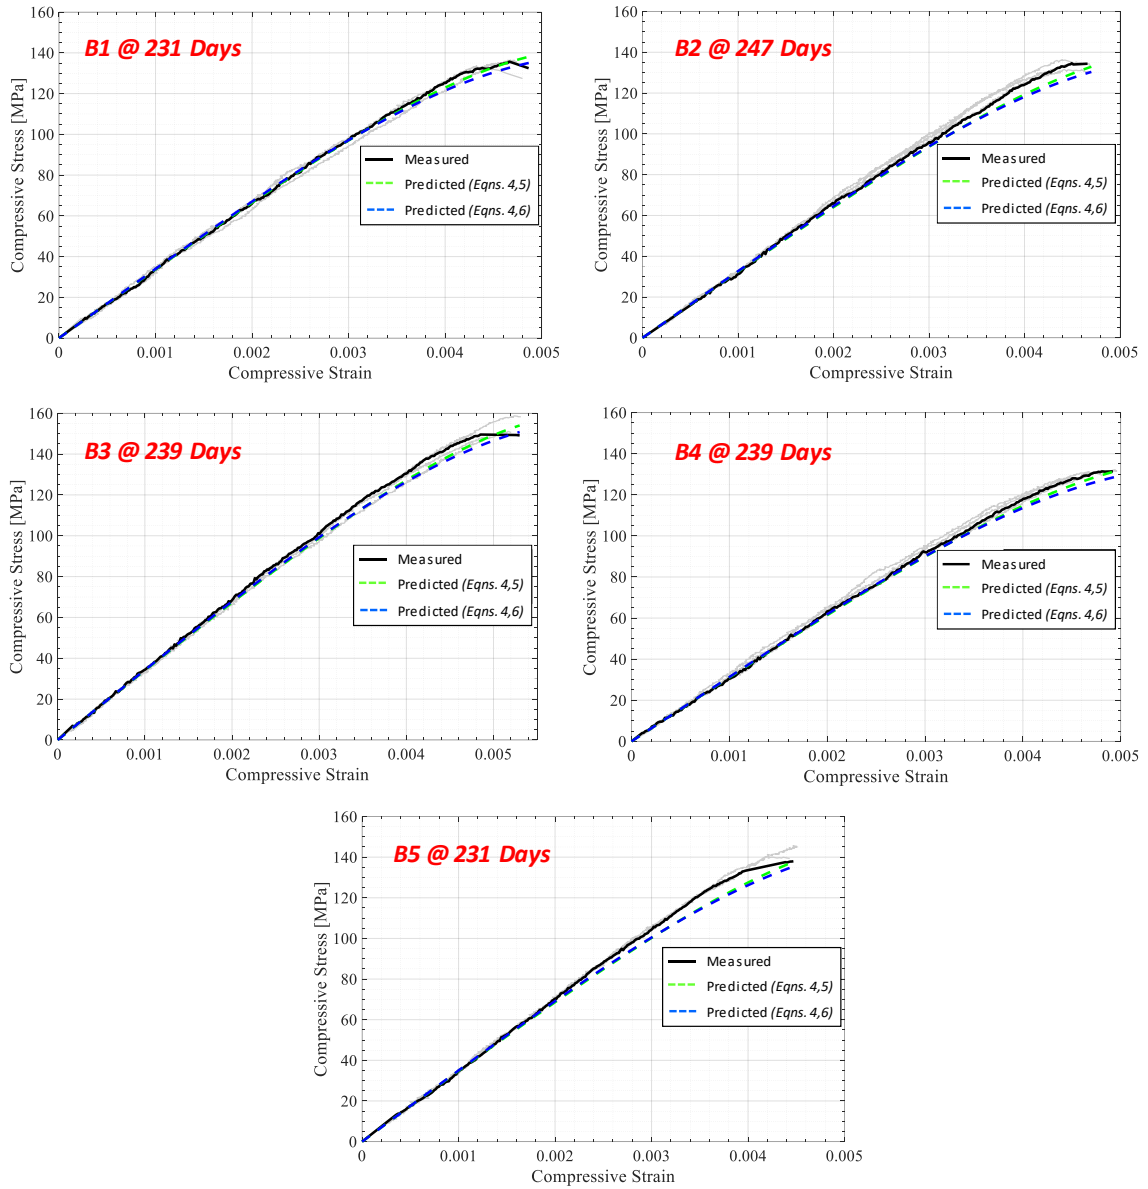 B1 @ 231 Days
Compressive Stress [MPa]
160
140
120
100
80
60
40
20
0
Measured
Predicted (Eqns. 4,5)
Predicted (Eqns. 4,6)
0 0.001 0.002 0.003 0.004 0.005
Compressive Strain
B2 @ 247 Days
Compressive Stress [MPa]
160
140
120
100
80
60
40
20
0
Measured
Predicted (Eqns. 4,5)
Predicted (Eqns. 4,6)
0 0.001 0.002 0.003 0.004 0.005
Compressive Strain
B3 @ 239 Days
Compressive Stress [MPa]
160
140
120
100
80
60
40
20
0
Measured
Predicted (Eqns. 4,5)
Predicted (Eqns. 4,6)
0 0.001 0.002 0.003 0.004 0.005
Compressive Strain
B4 @ 239 Days
Compressive Stress [MPa]
160
140
120
100
80
60
40
20
0
Measured
Predicted (Eqns. 4,5)
Predicted (Eqns. 4,6)
0 0.001 0.002 0.003 0.004 0.005
Compressive Strain
B5 @ 231 Days
Compressive Stress [MPa]
160
140
120
100
80
60
40
20
0
Measured
Predicted (Eqns. 4,5)
Predicted (Eqns. 4,6)
0 0.001 0.002 0.003 0.004 0.005
Compressive Strain